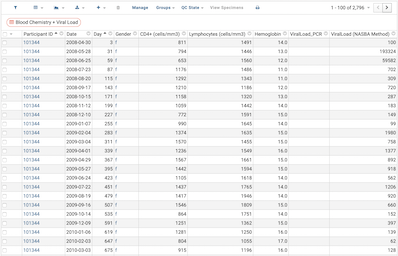 Manage Groups QC State View Specimens 1 - 100 of 2,796
Blood Chemistry + Viral Load
Participant ID Date Day Gender CD4+ (cells/mm3) Lymphocytes (cells/mm3) Hemoglobin ViralLoad_PCR ViralLoad (NASBA Method)
101344 2008-04-30 3 f 811 1491 14.0 100
101344 2008-05-28 31 f 794 1446 13.0 193324
101344 2008-06-25 59 f 653 1560 12.0 59582
101344 2008-07-23 87 f 1176 1486 11.0 702
101344 2008-08-20 115 f 1292 1343 11.0 309
101344 2008-09-17 143 f 1210 1186 12.0 720
101344 2008-10-15 171 f 1158 1320 13.0 287
101344 2008-11-12 199 f 1059 1442 14.0 183
101344 2008-12-10 227 f 772 1591 15.0 149
101344 2009-01-07 255 f 990 1645 14.0 99
101344 2009-02-04 283 f 1374 1635 15.0 1980
101344 2009-03-04 311 f 1570 1455 15.0 758
101344 2009-04-01 339 f 1236 1549 16.0 1377
101344 2009-04-29 367 f 1567 1661 15.0 892
101344 2009-05-27 395 f 1442 1594 15.0 918
101344 2009-06-24 423 f 1105 1618 14.0 562
101344 2009-07-22 451 f 1437 1765 14.0 1206
101344 2009-08-19 479 f 1417 1946 14.0 920
101344 2009-09-16 507 f 1546 1809 15.0 660
101344 2009-10-14 535 f 864 1751 14.0 152
101344 2009-12-09 591 f 1251 1362 15.0 397
101344 2010-01-06 619 f 1281 1250 16.0 139
101344 2010-02-03 647 f 804 1055 17.0 62
101344 2010-03-03 675 f 915 1196 16.0 128